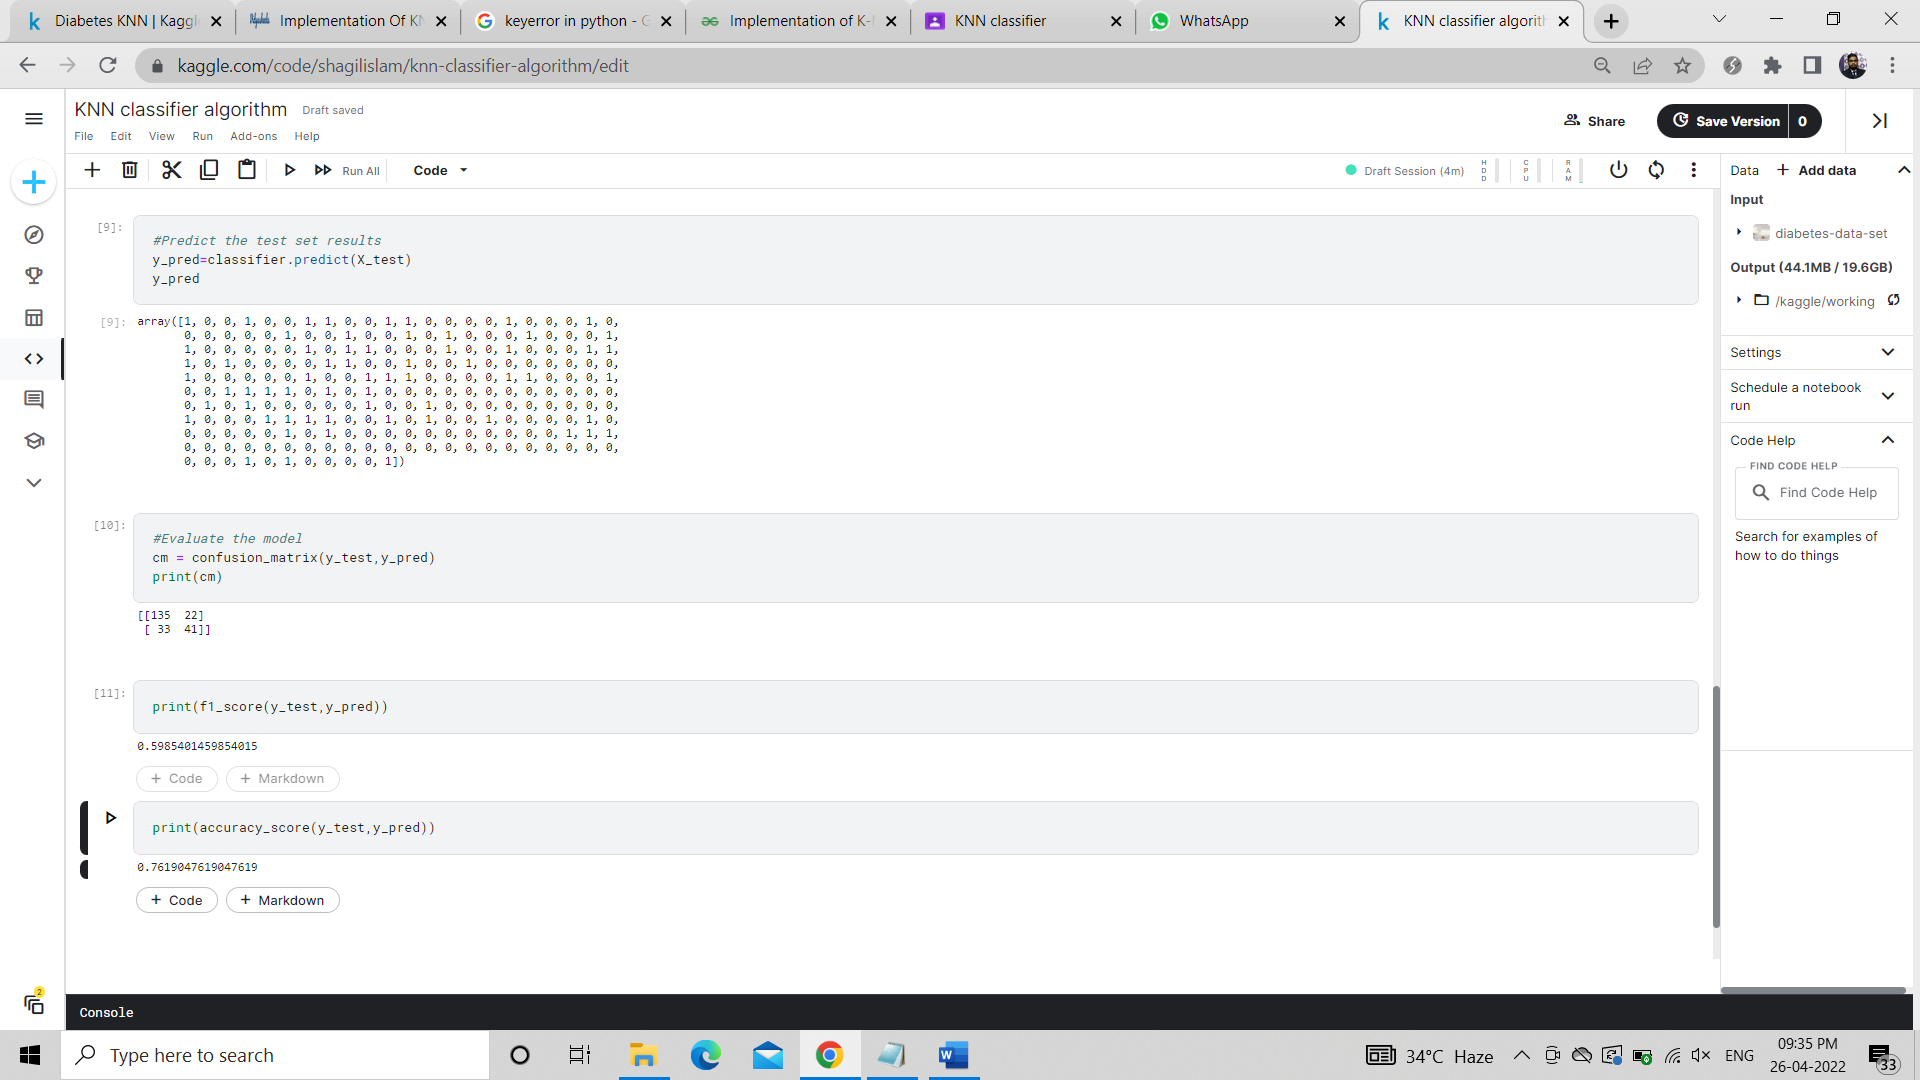 Diabetes KNN | Kaggl
Implementation Of KN
keyerror in python - G
Implementation of K-
KNN classifier
WhatsApp
KNN classifier algorith
kaggle.com/code/shagilislam/knn-classifier-algorithm/edit
KNN classifier algorithm Draft saved
File Edit View Run Add-ons Help
Share
Save Version 0
Run All
Code
Draft Session (4m)
HDD
CPU
RAM
[9]:
#Predict the test set results
y_pred=classifier.predict(X_test)
y_pred
[9]:
array([1, 0, 0, 1, 0, 0, 1, 1, 0, 0, 1, 1, 0, 0, 0, 0, 1, 0, 0, 0, 1, 0,
0, 0, 0, 0, 0, 1, 0, 0, 1, 0, 0, 1, 0, 1, 0, 0, 0, 1, 0, 0, 0, 1,
1, 0, 0, 0, 0, 0, 1, 0, 1, 1, 0, 0, 0, 1, 0, 0, 1, 0, 0, 0, 1, 1,
1, 0, 1, 0, 0, 0, 0, 1, 1, 0, 0, 1, 0, 0, 1, 0, 0, 0, 0, 0, 0, 0,
1, 0, 0, 0, 0, 0, 1, 0, 0, 1, 1, 1, 0, 0, 0, 0, 1, 1, 0, 0, 0, 1,
0, 0, 1, 1, 1, 1, 0, 1, 0, 1, 0, 0, 0, 0, 0, 0, 0, 0, 0, 0, 0, 0,
0, 1, 0, 1, 0, 0, 0, 0, 0, 1, 0, 0, 1, 0, 0, 0, 0, 0, 0, 0, 0, 0,
1, 0, 0, 0, 1, 1, 1, 1, 0, 0, 1, 0, 1, 0, 0, 1, 0, 0, 0, 0, 1, 0,
0, 0, 0, 0, 0, 1, 0, 1, 0, 0, 0, 0, 0, 0, 0, 0, 0, 0, 0, 1, 1, 1,
0, 0, 0, 0, 0, 0, 0, 0, 0, 0, 0, 0, 0, 0, 0, 0, 0, 0, 0, 0, 0, 0,
0, 0, 0, 1, 0, 1, 0, 0, 0, 0, 1])
[10]:
#Evaluate the model
cm = confusion_matrix(y_test,y_pred)
print(cm)
[[135 22]
[ 33 41]]
[11]:
print(f1_score(y_test,y_pred))
0.5985401459854015
+ Code + Markdown
print(accuracy_score(y_test,y_pred))
0.7619047619047619
+ Code + Markdown
Console
2
Data + Add data
Input
diabetes-data-set
Output (44.1MB / 19.6GB)
/kaggle/working
Settings
Schedule a notebook
run
Code Help
FIND CODE HELP
Find Code Help
Search for examples of
how to do things
Type here to search
34°C Haze
ENG
09:35 PM
26-04-2022
33